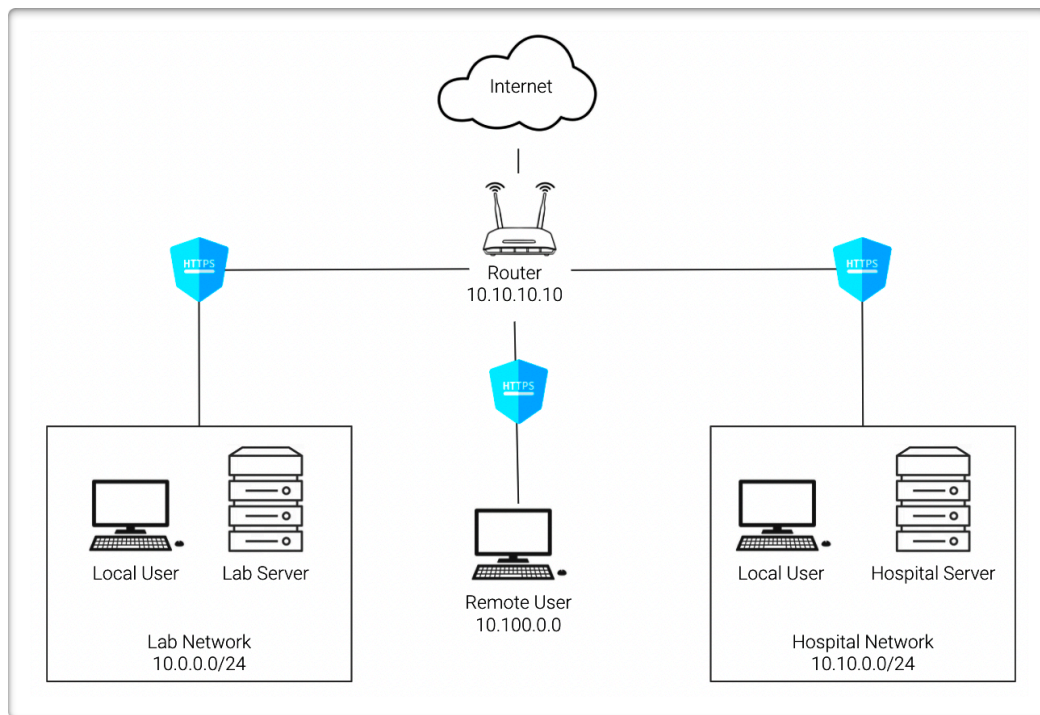 Internet
HTTPS
HTTPS
Router
10.10.10.10
HTTPS
Local User
Lab Server
Lab Network
10.0.0.0/24
Remote User
10.100.0.0
Local User
Hospital Server
Hospital Network
10.10.0.0/24